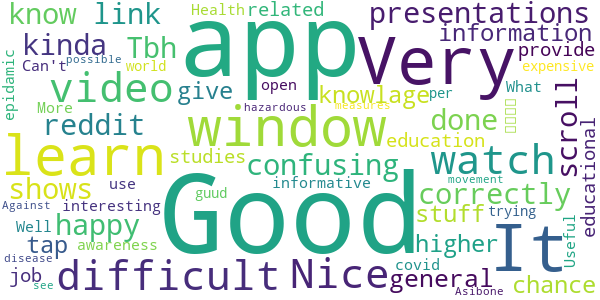 Health related
know link
app
Very
presentations
kinda Tbh
information
Can't possible
world
provide
video give
open
expensive
epidamic
More
window
knowlage
per
What
reddit
hazardous
measures
done
scroll
learn
studies
education
educational
confusing
watch
shows
use
interesting
guud
informative
movement
correctly
Against
Well
happy
Good
stuff
trying
It
Useful
tap
awareness
higher
disease
job
difficult
Nice
covid
general
chance
see
Asibone